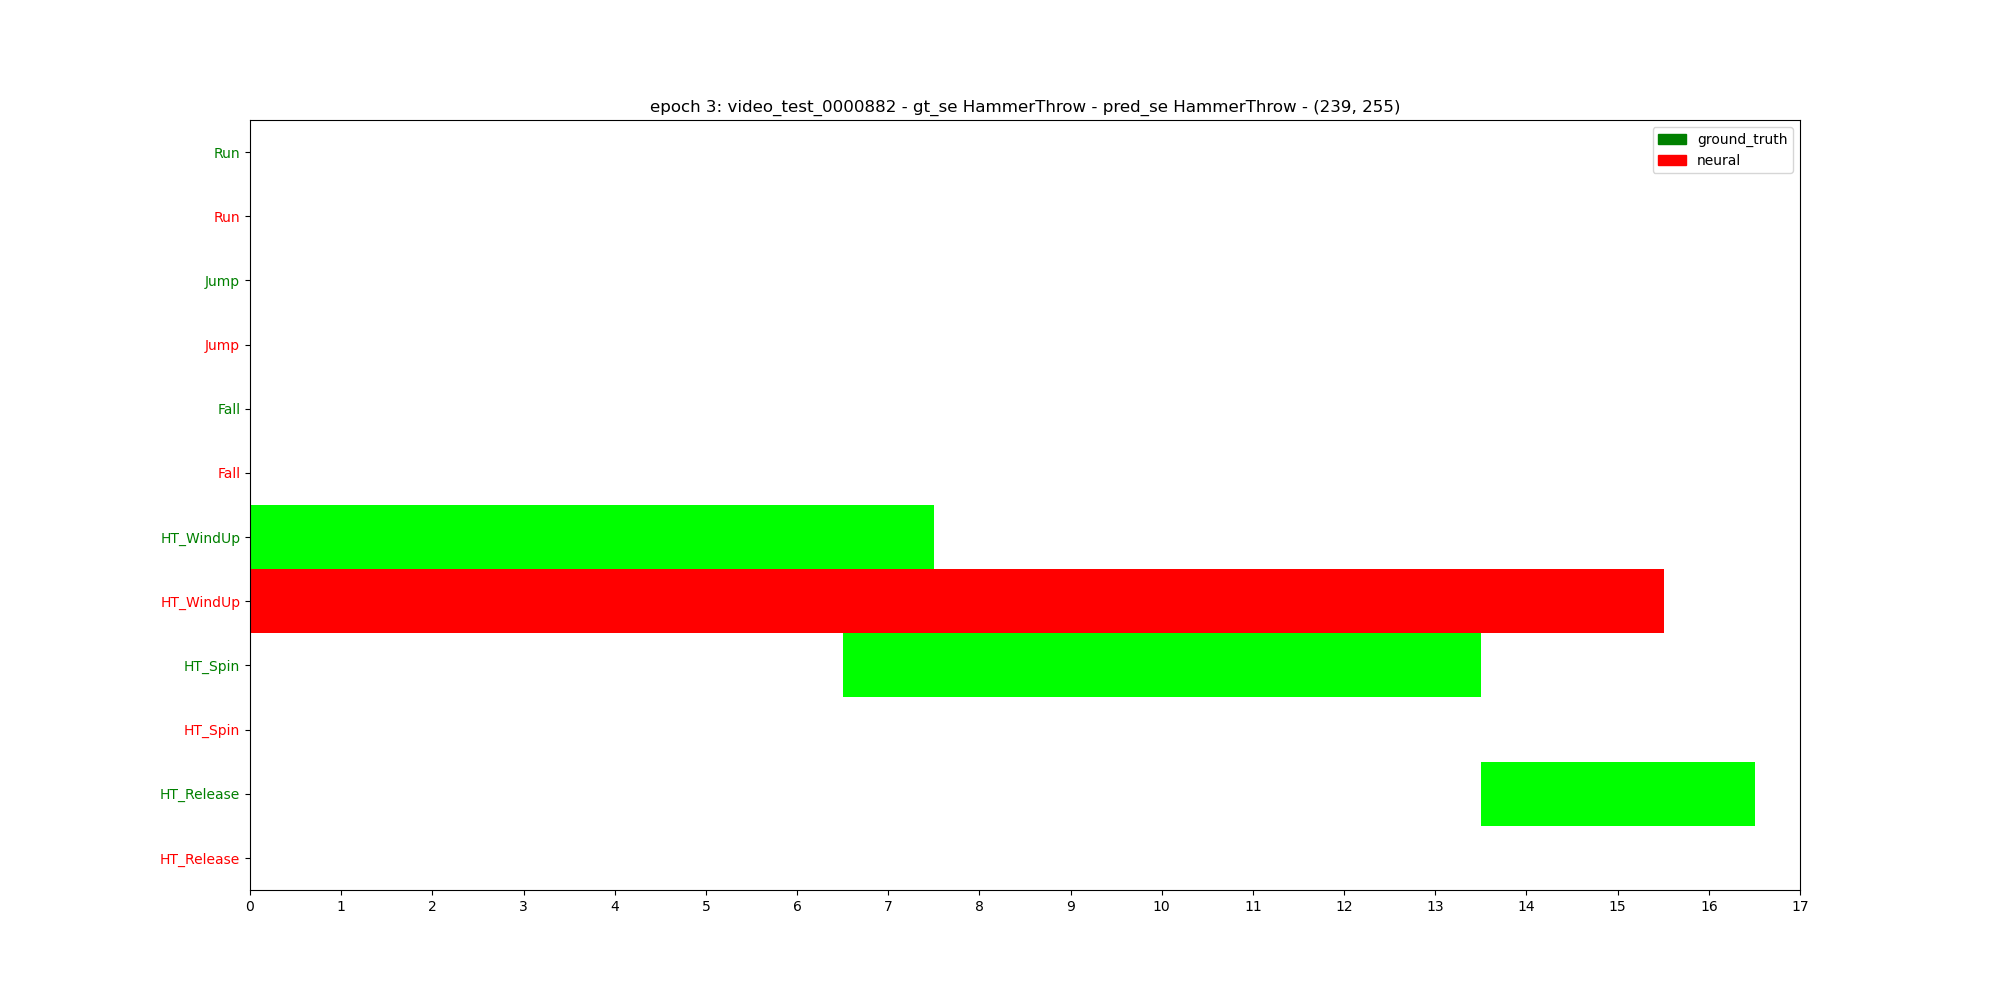 epoch 3: video_test_0000882 - gt_se HammerThrow - pred_se HammerThrow - (239, 255)
ground_truth
neural
Run
Run
Jump
Jump
Fall
Fall
HT_WindUp
HT_WindUp
HT_Spin
HT_Spin
HT_Release
HT_Release
0 1 2 3 4 5 6 7 8 9 10 11 12 13 14 15 16 17